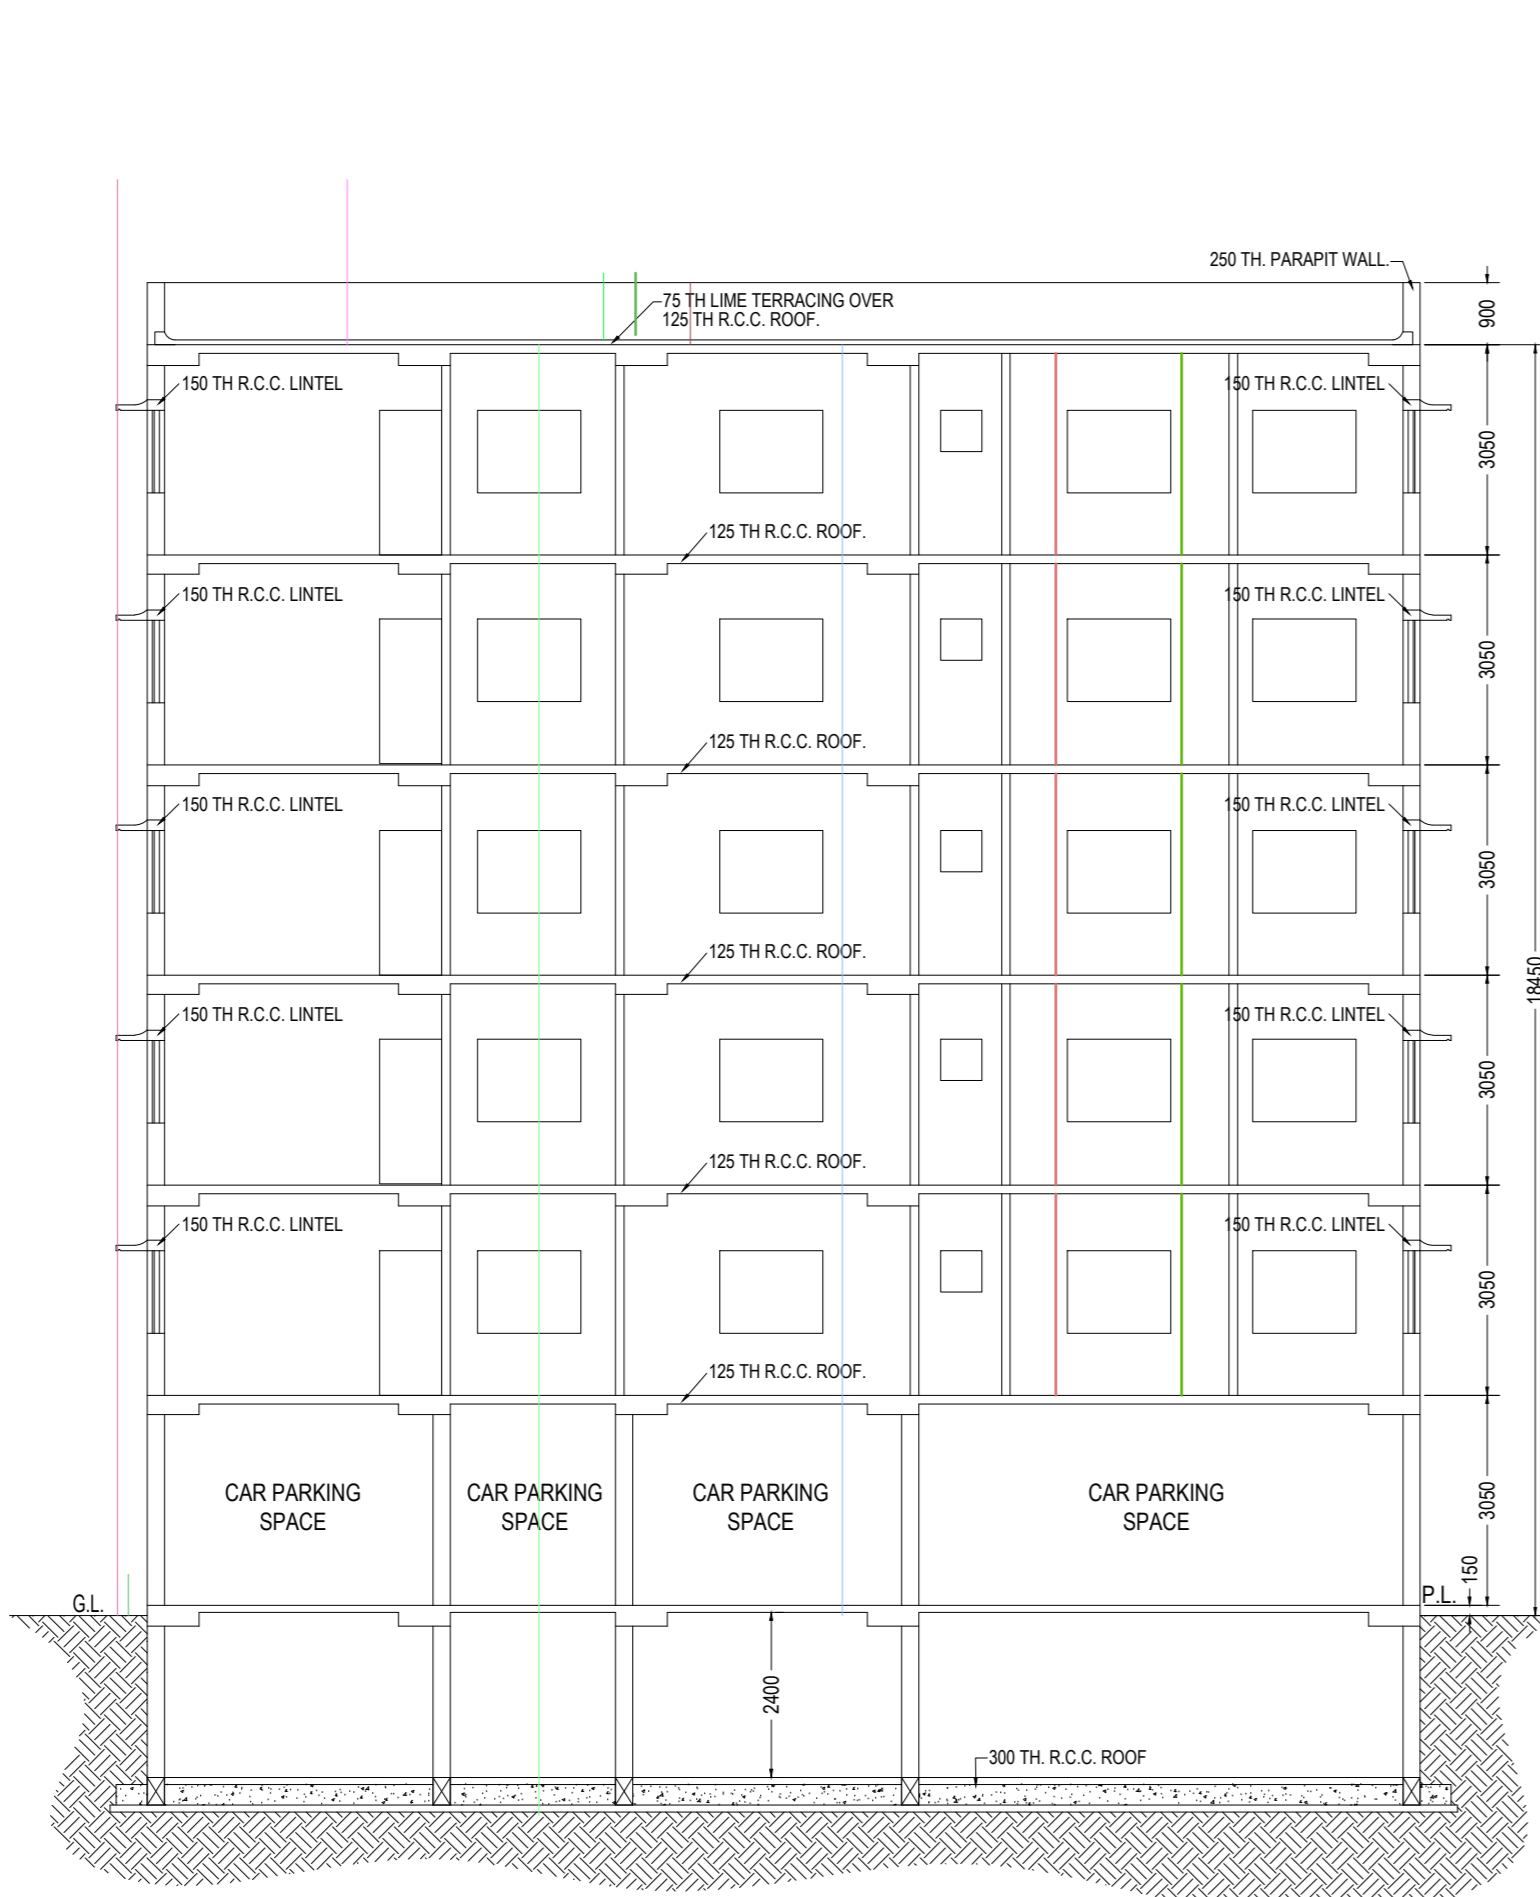 250 TH. PARAPIT WALL.
75 TH LIME TERRACING OVER
125 TH R.C.C. ROOF.
900
150 TH R.C.C. LINTEL
150 TH R.C.C. LINTEL
3050
125 TH R.C.C. ROOF.
150 TH R.C.C. LINTEL
150 TH R.C.C. LINTEL
3050
125 TH R.C.C. ROOF.
150 TH R.C.C. LINTEL
150 TH R.C.C. LINTEL
3050
125 TH R.C.C. ROOF.
18450
150 TH R.C.C. LINTEL
150 TH R.C.C. LINTEL
3050
125 TH R.C.C. ROOF.
150 TH R.C.C. LINTEL
150 TH R.C.C. LINTEL
3050
125 TH R.C.C. ROOF.
CAR PARKING
SPACE
CAR PARKING
SPACE
CAR PARKING
SPACE
CAR PARKING
SPACE
3050
150
G.L.
P.L.
2400
300 TH. R.C.C. ROOF